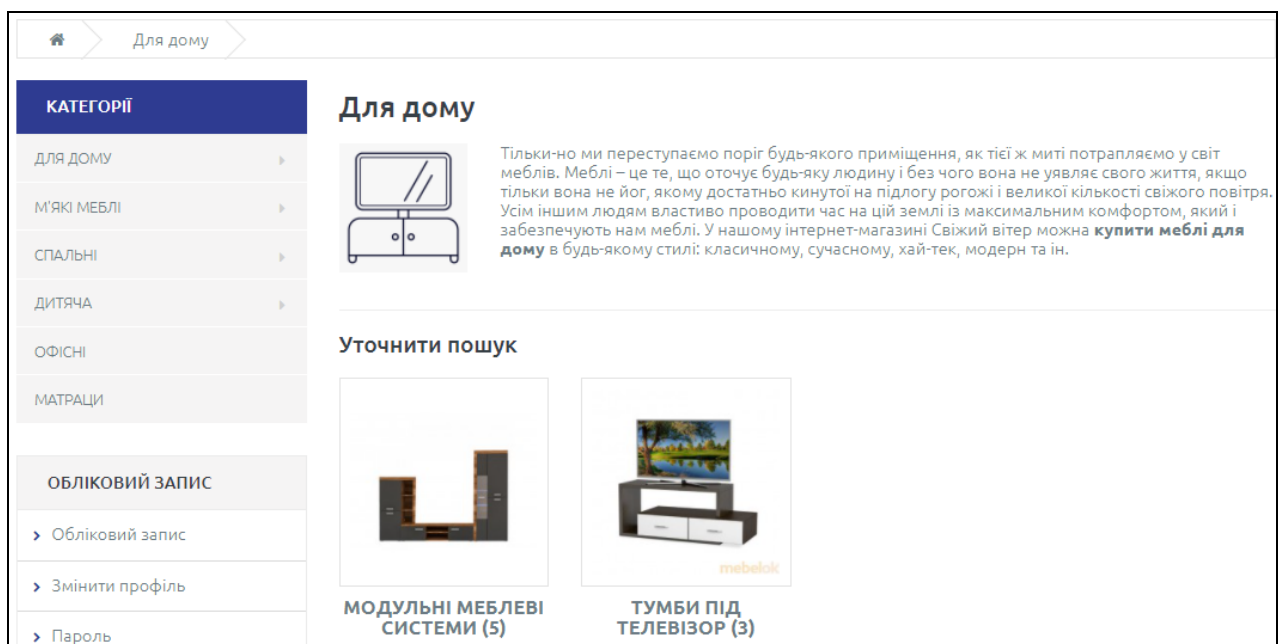 Для дому
КАТЕГОРІЇ
ДЛЯ ДОМУ
М'ЯКІ МЕБЛІ
СПАЛЬНІ
ДИТЯЧА
ОФІСНІ
МАТРАЦИ
ОБЛІКОВИЙ ЗАПИС
Обліковий запис
Змінити профіль
Пароль
Для дому
Тільки-но ми переступаємо поріг будь-якого приміщення, як тієї ж миті потрапляємо у світ
меблів. Меблі – це те, що оточує будь-яку людину і без чого вона не уявляє свого життя, якщо
тільки вона не йог, якому достатньо кинутої на підлогу рогожі і великої кількості свіжого повітря.
Усім іншим людям властиво проводити час на цій землі із максимальним комфортом, який і
забезпечують нам меблі. У нашому інтернет-магазині Свіжий вітер можна купити меблі для
дому в будь-якому стилі: класичному, сучасному, хай-тек, модерн та ін.
Уточнити пошук
mebelok
МОДУЛЬНІ МЕБЛЕВІ
СИСТЕМИ (5)
ТУМБИ ПІД
ТЕЛЕВІЗОР (3)